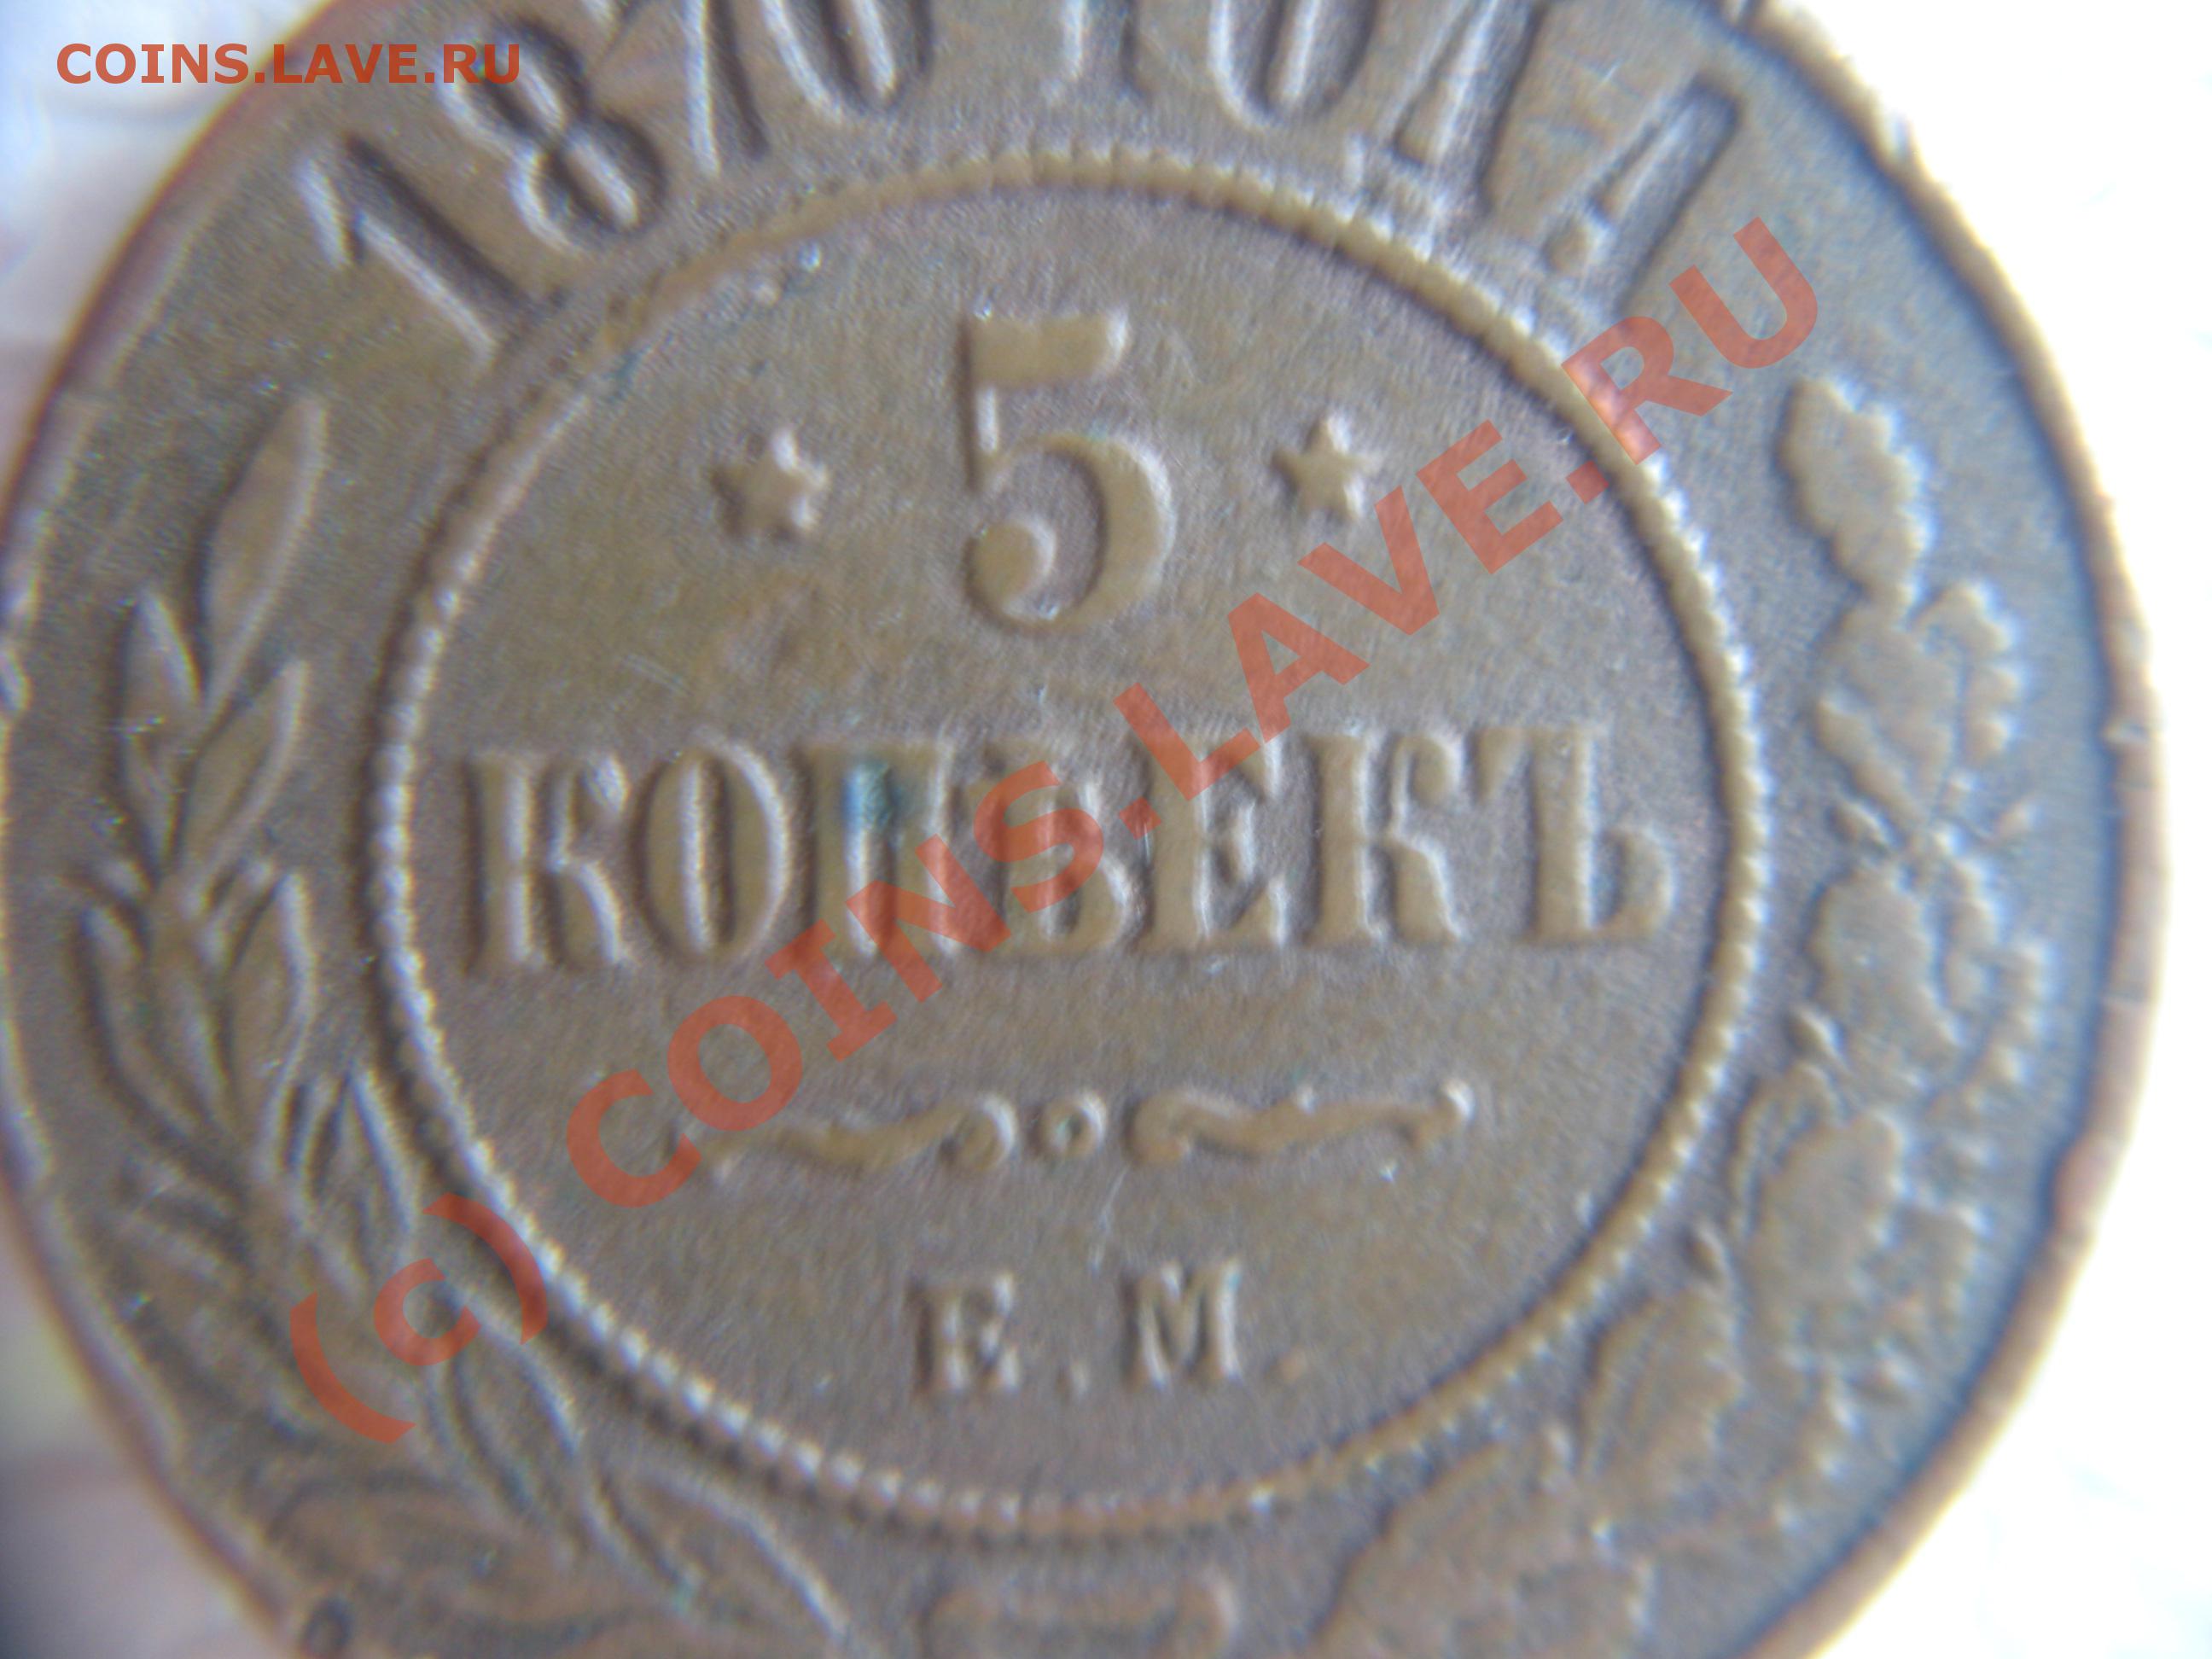 COINS.LAVE.RU
1870 ГОДА
5
КОПѢЕКЪ
Е.М.
(c) COINS.LAVE.RU